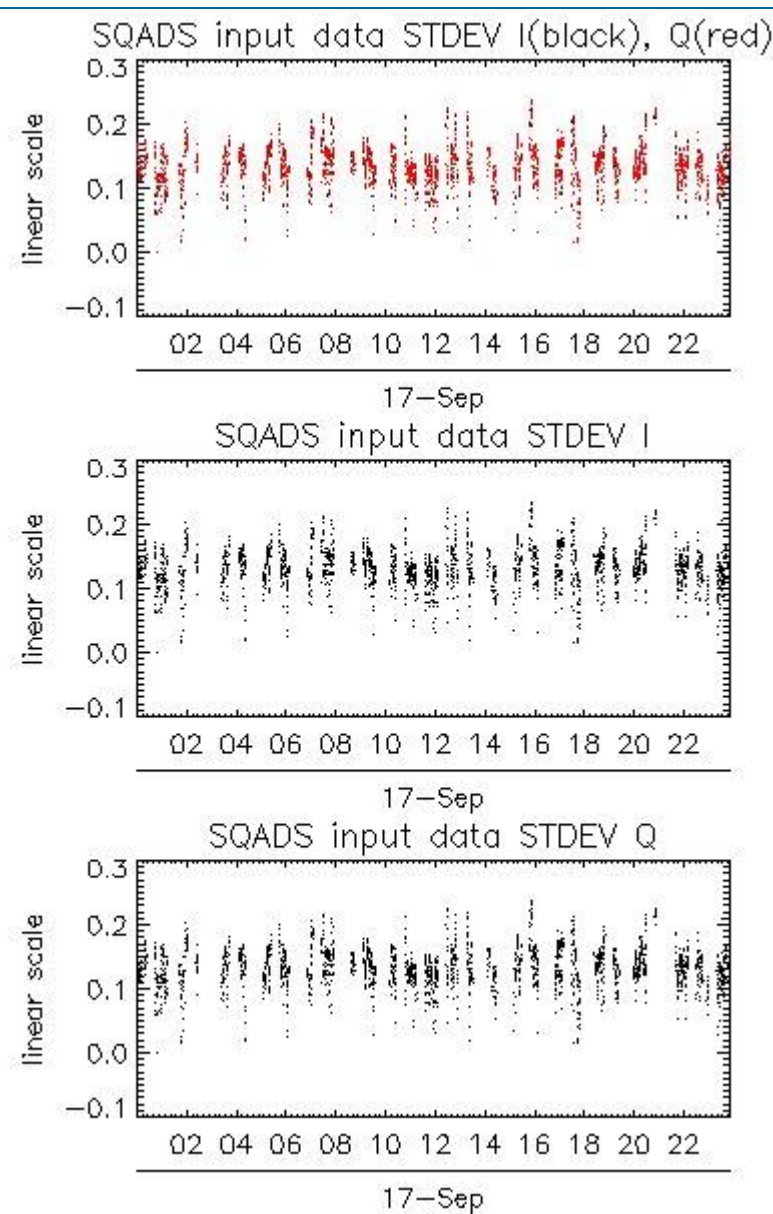 SQADS input data STDEV I(black), Q(red)
0.3
0.2
0.1
0.0
−0.1
linear scale
02 04 06 08 10 12 14 16 18 20 22
17-Sep
SQADS input data STDEV I
0.3
0.2
0.1
0.0
−0.1
linear scale
02 04 06 08 10 12 14 16 18 20 22
17-Sep
SQADS input data STDEV Q
0.3
0.2
0.1
0.0
−0.1
linear scale
02 04 06 08 10 12 14 16 18 20 22
17-Sep